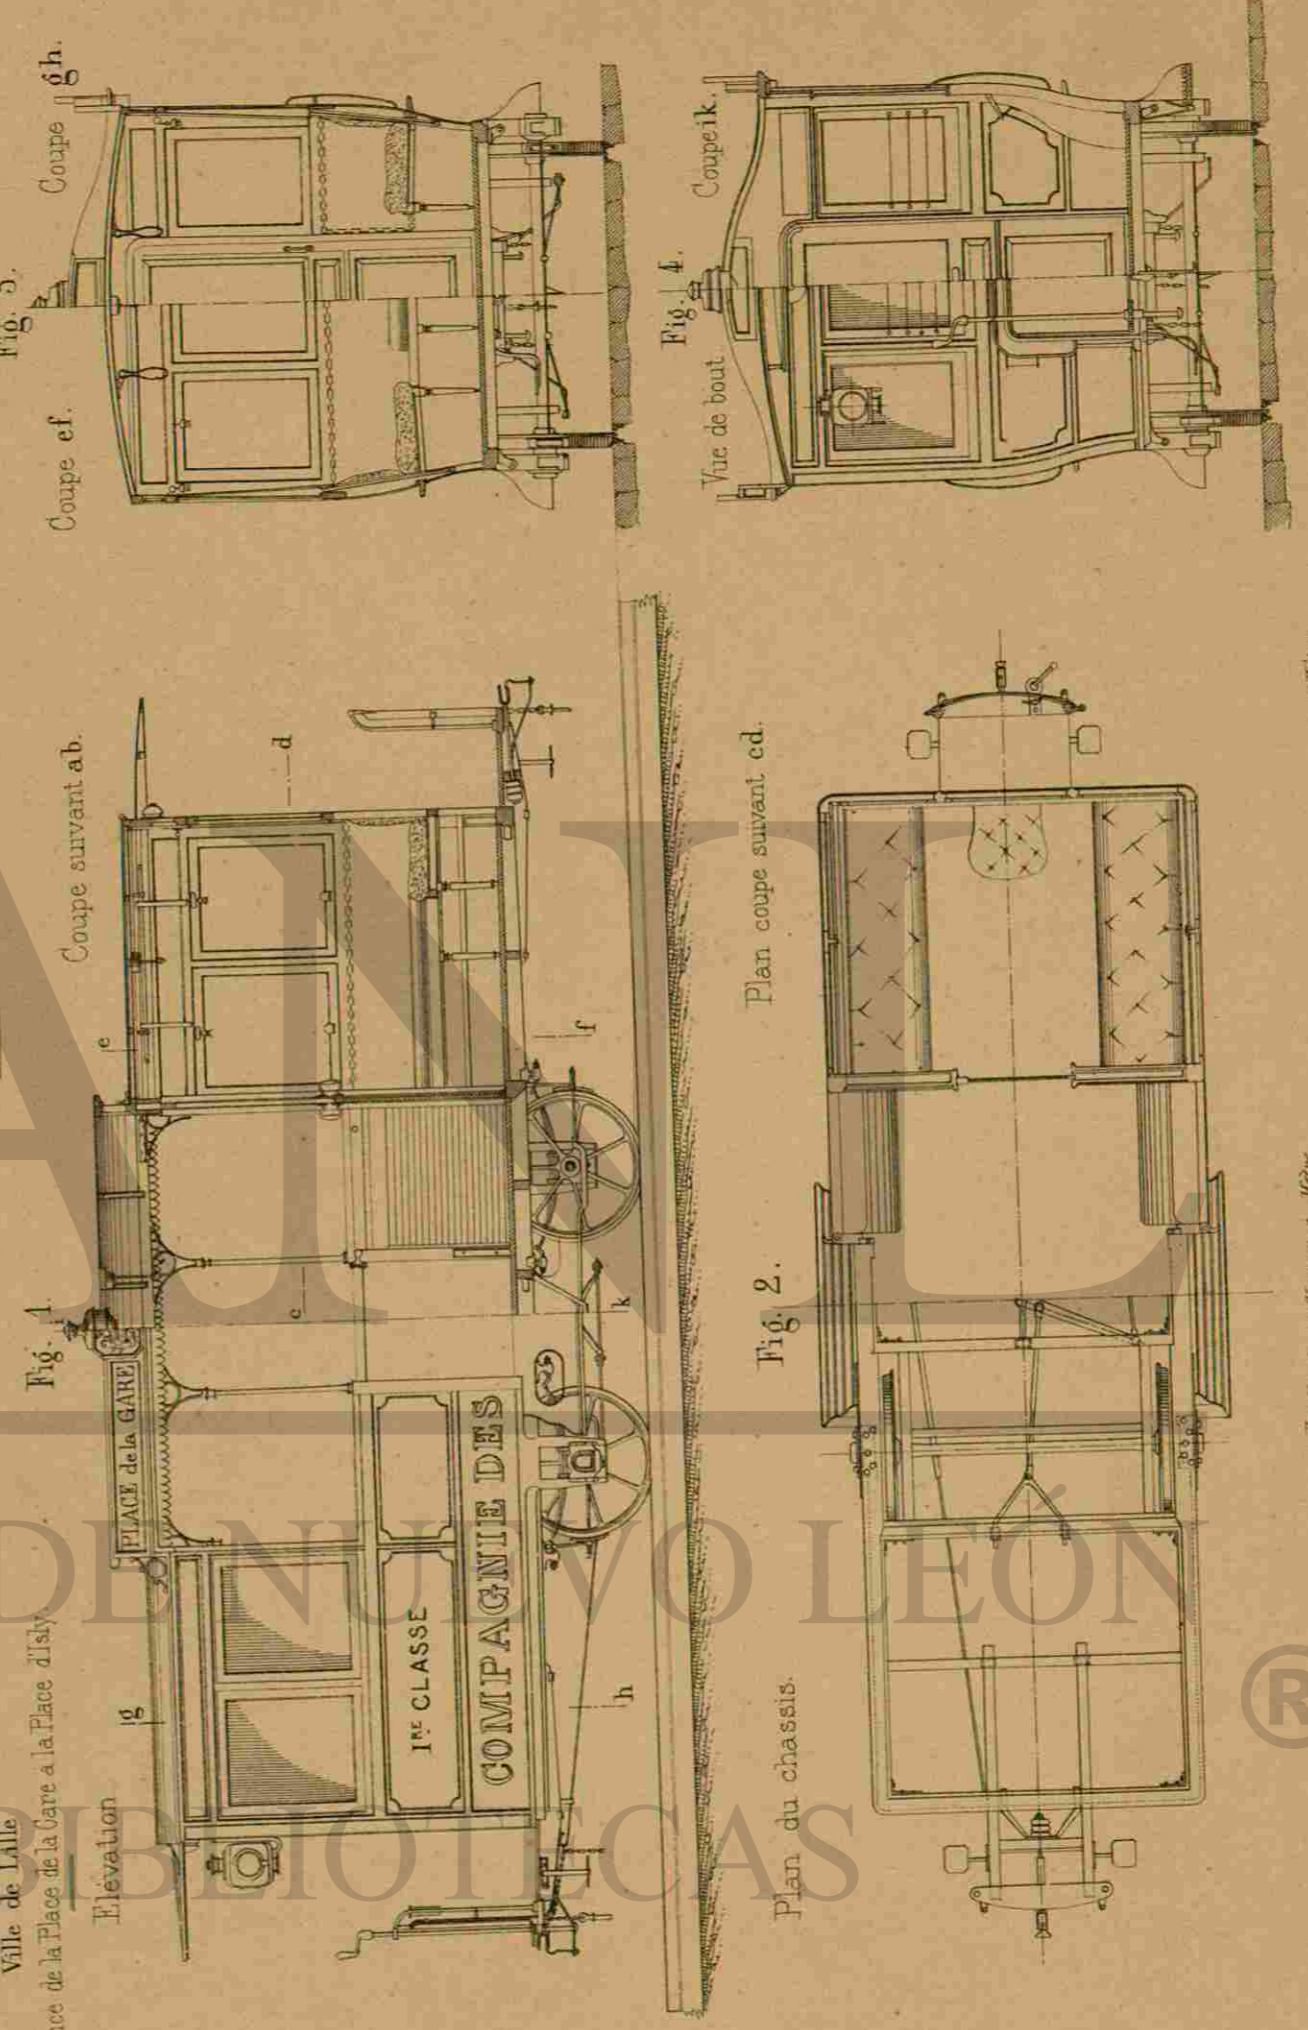 Ville de Lille
de la Place de la Gare à la Place d'Isly
Fig. 1.
Elévation
Coupe suivant ab.
g
e
d
c
PLACE de la GARE
Iʳᴱ CLASSE
COMPAGNIE DES
h
k
f
Fig. 2.
Plan du chassis.
Plan coupe suivant cd.
Fig. 3.
Coupe ef.
Coupe gh.
Fig. 4.
Vue de bout
Coupe ik.
DE NUEVO LEÓN
®
BIBLIOTECAS